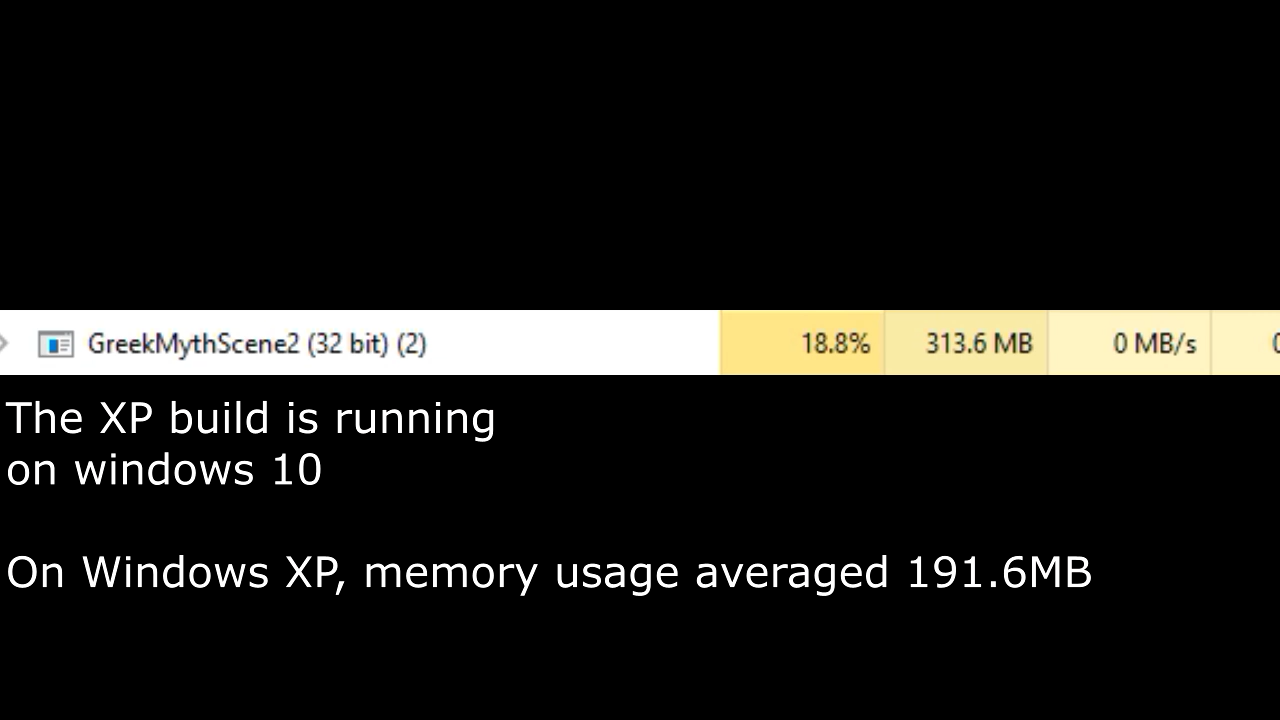 GreekMythScene2 (32 bit) (2) 18.8% 313.6 MB 0 MB/s
The XP build is running
on windows 10
On Windows XP, memory usage averaged 191.6MB